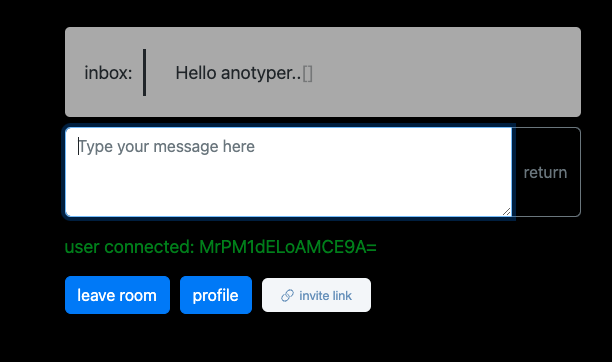 inbox: Hello anotyper..[]
Type your message here
return
user connected: MrPM1dELoAMCE9A=
leave room profile invite link